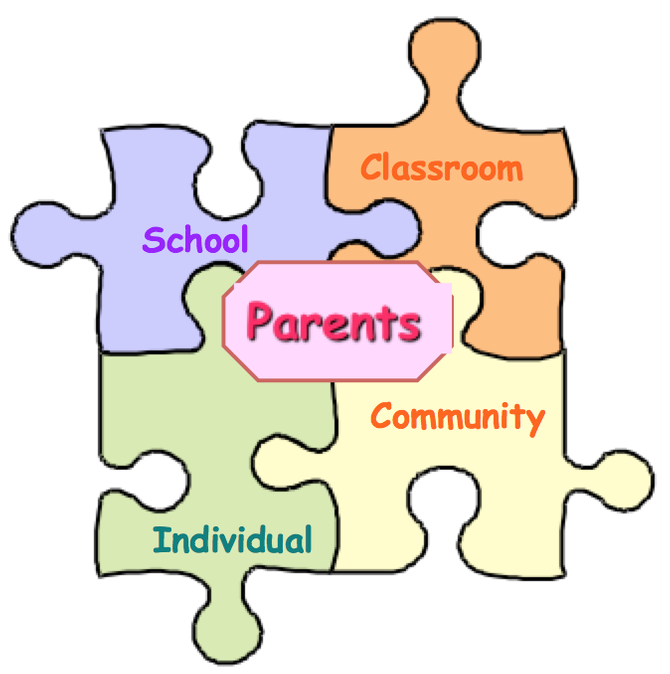 Classroom
School
Parents
Community
Individual